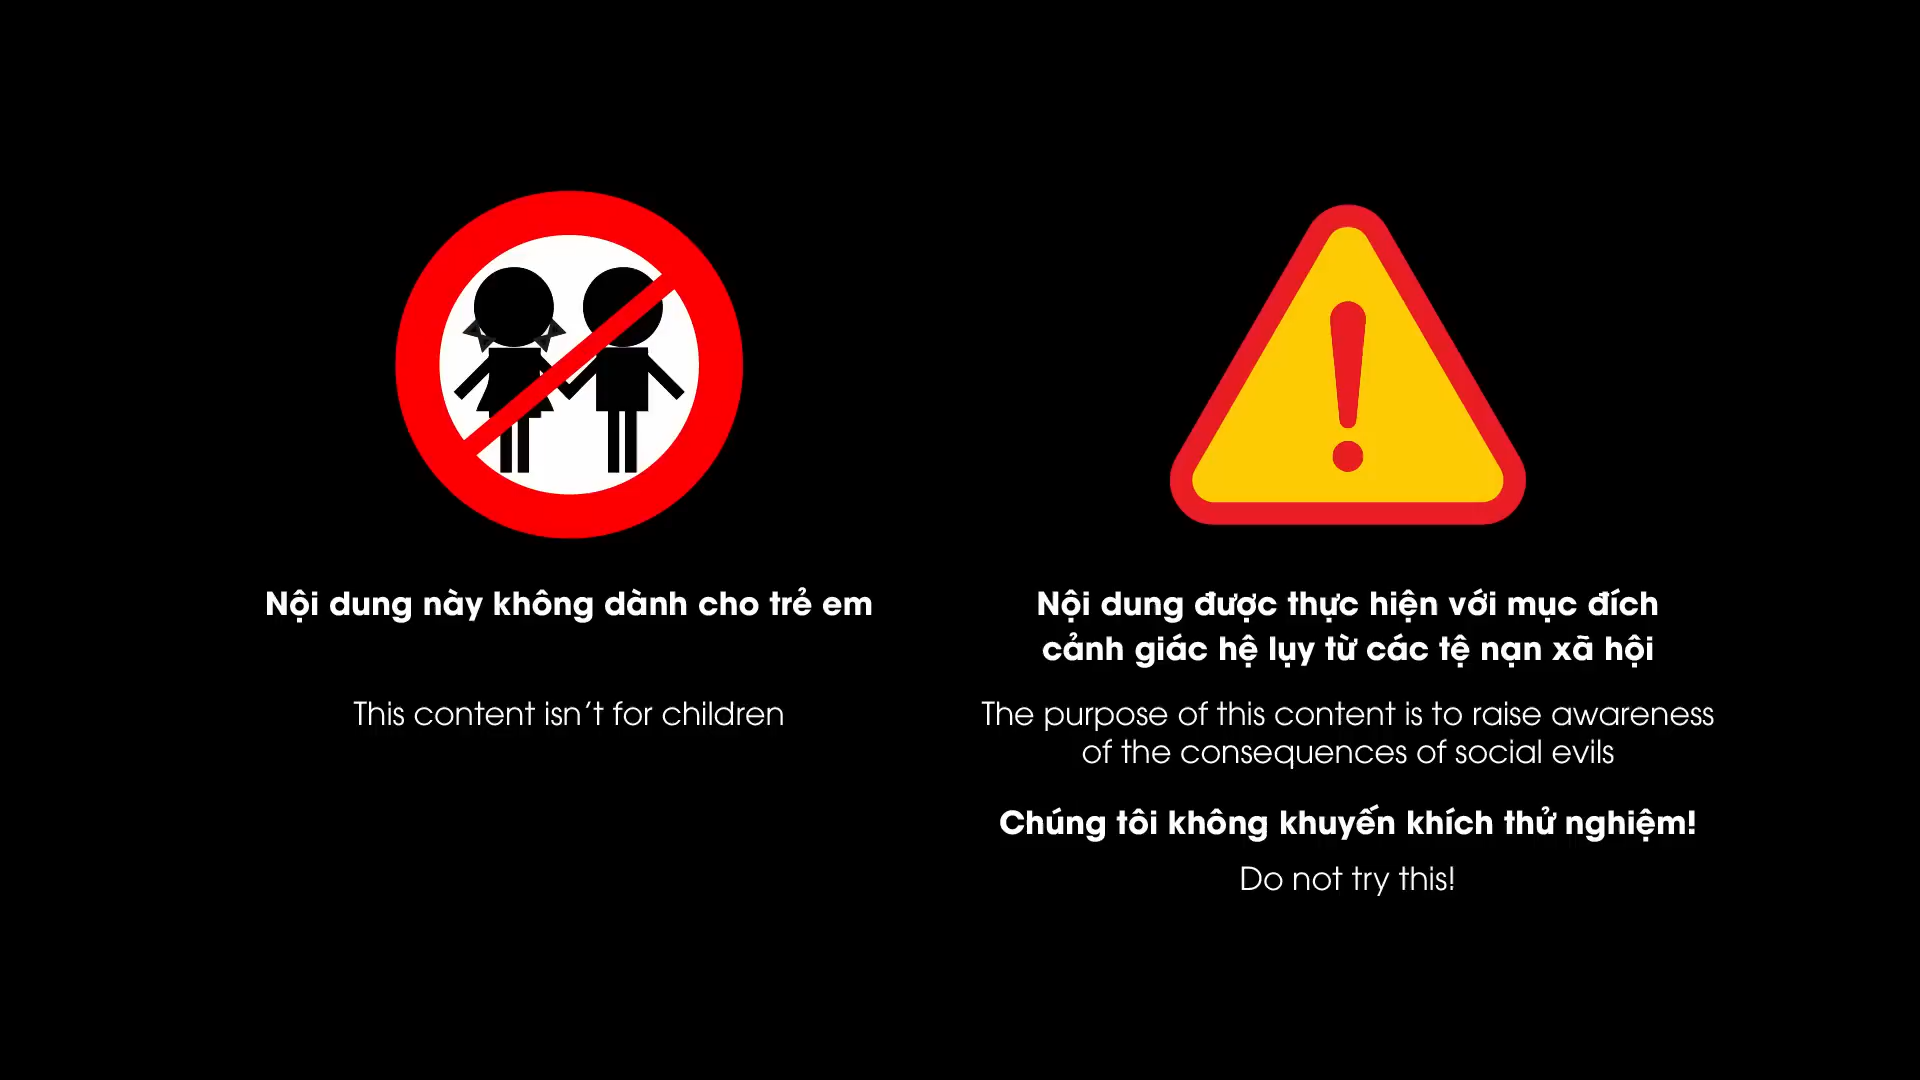 Nội dung này không dành cho trẻ em
This content isn't for children
Nội dung được thực hiện với mục đích
cảnh giác hệ lụy từ các tệ nạn xã hội
The purpose of this content is to raise awareness
of the consequences of social evils
Chúng tôi không khuyến khích thử nghiệm!
Do not try this!